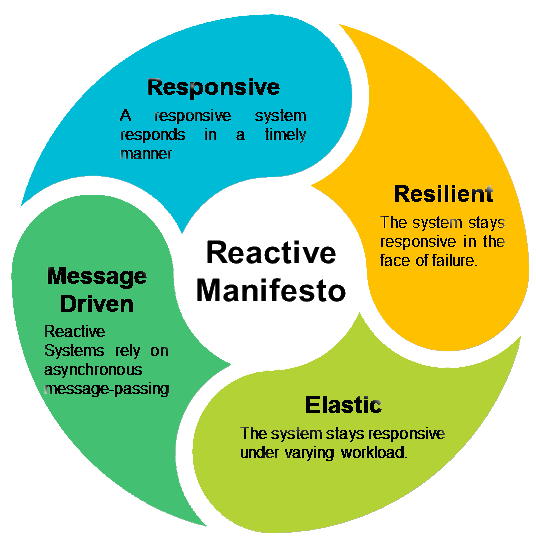 Responsive
A responsive system
responds in a timely
manner
Resilient
The system stays
responsive in the
face of failure.
Reactive
Manifesto
Message
Driven
Reactive
Systems rely on
asynchronous
message-passing
Elastic
The system stays responsive
under varying workload.